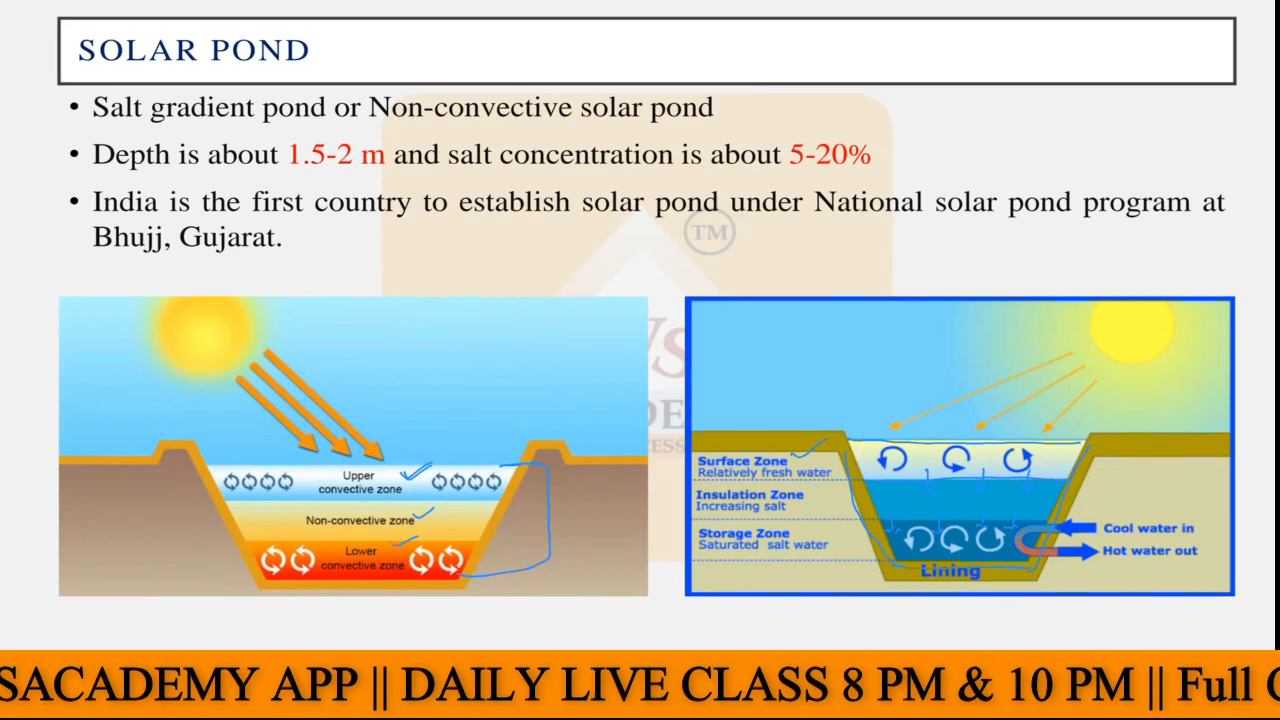 SOLAR POND
• Salt gradient pond or Non-convective solar pond
• Depth is about 1.5-2 m and salt concentration is about 5-20%
• India is the first country to establish solar pond under National solar pond program at
Bhujj, Gujarat.
TM
Upper
convective zone
Non-convective zone
Lower
convective zone
Surface Zone
Relatively fresh water
Insulation Zone
Increasing salt
Storage Zone
Saturated salt water
Cool water in
Hot water out
Lining
SACADEMY APP || DAILY LIVE CLASS 8 PM & 10 PM || Full